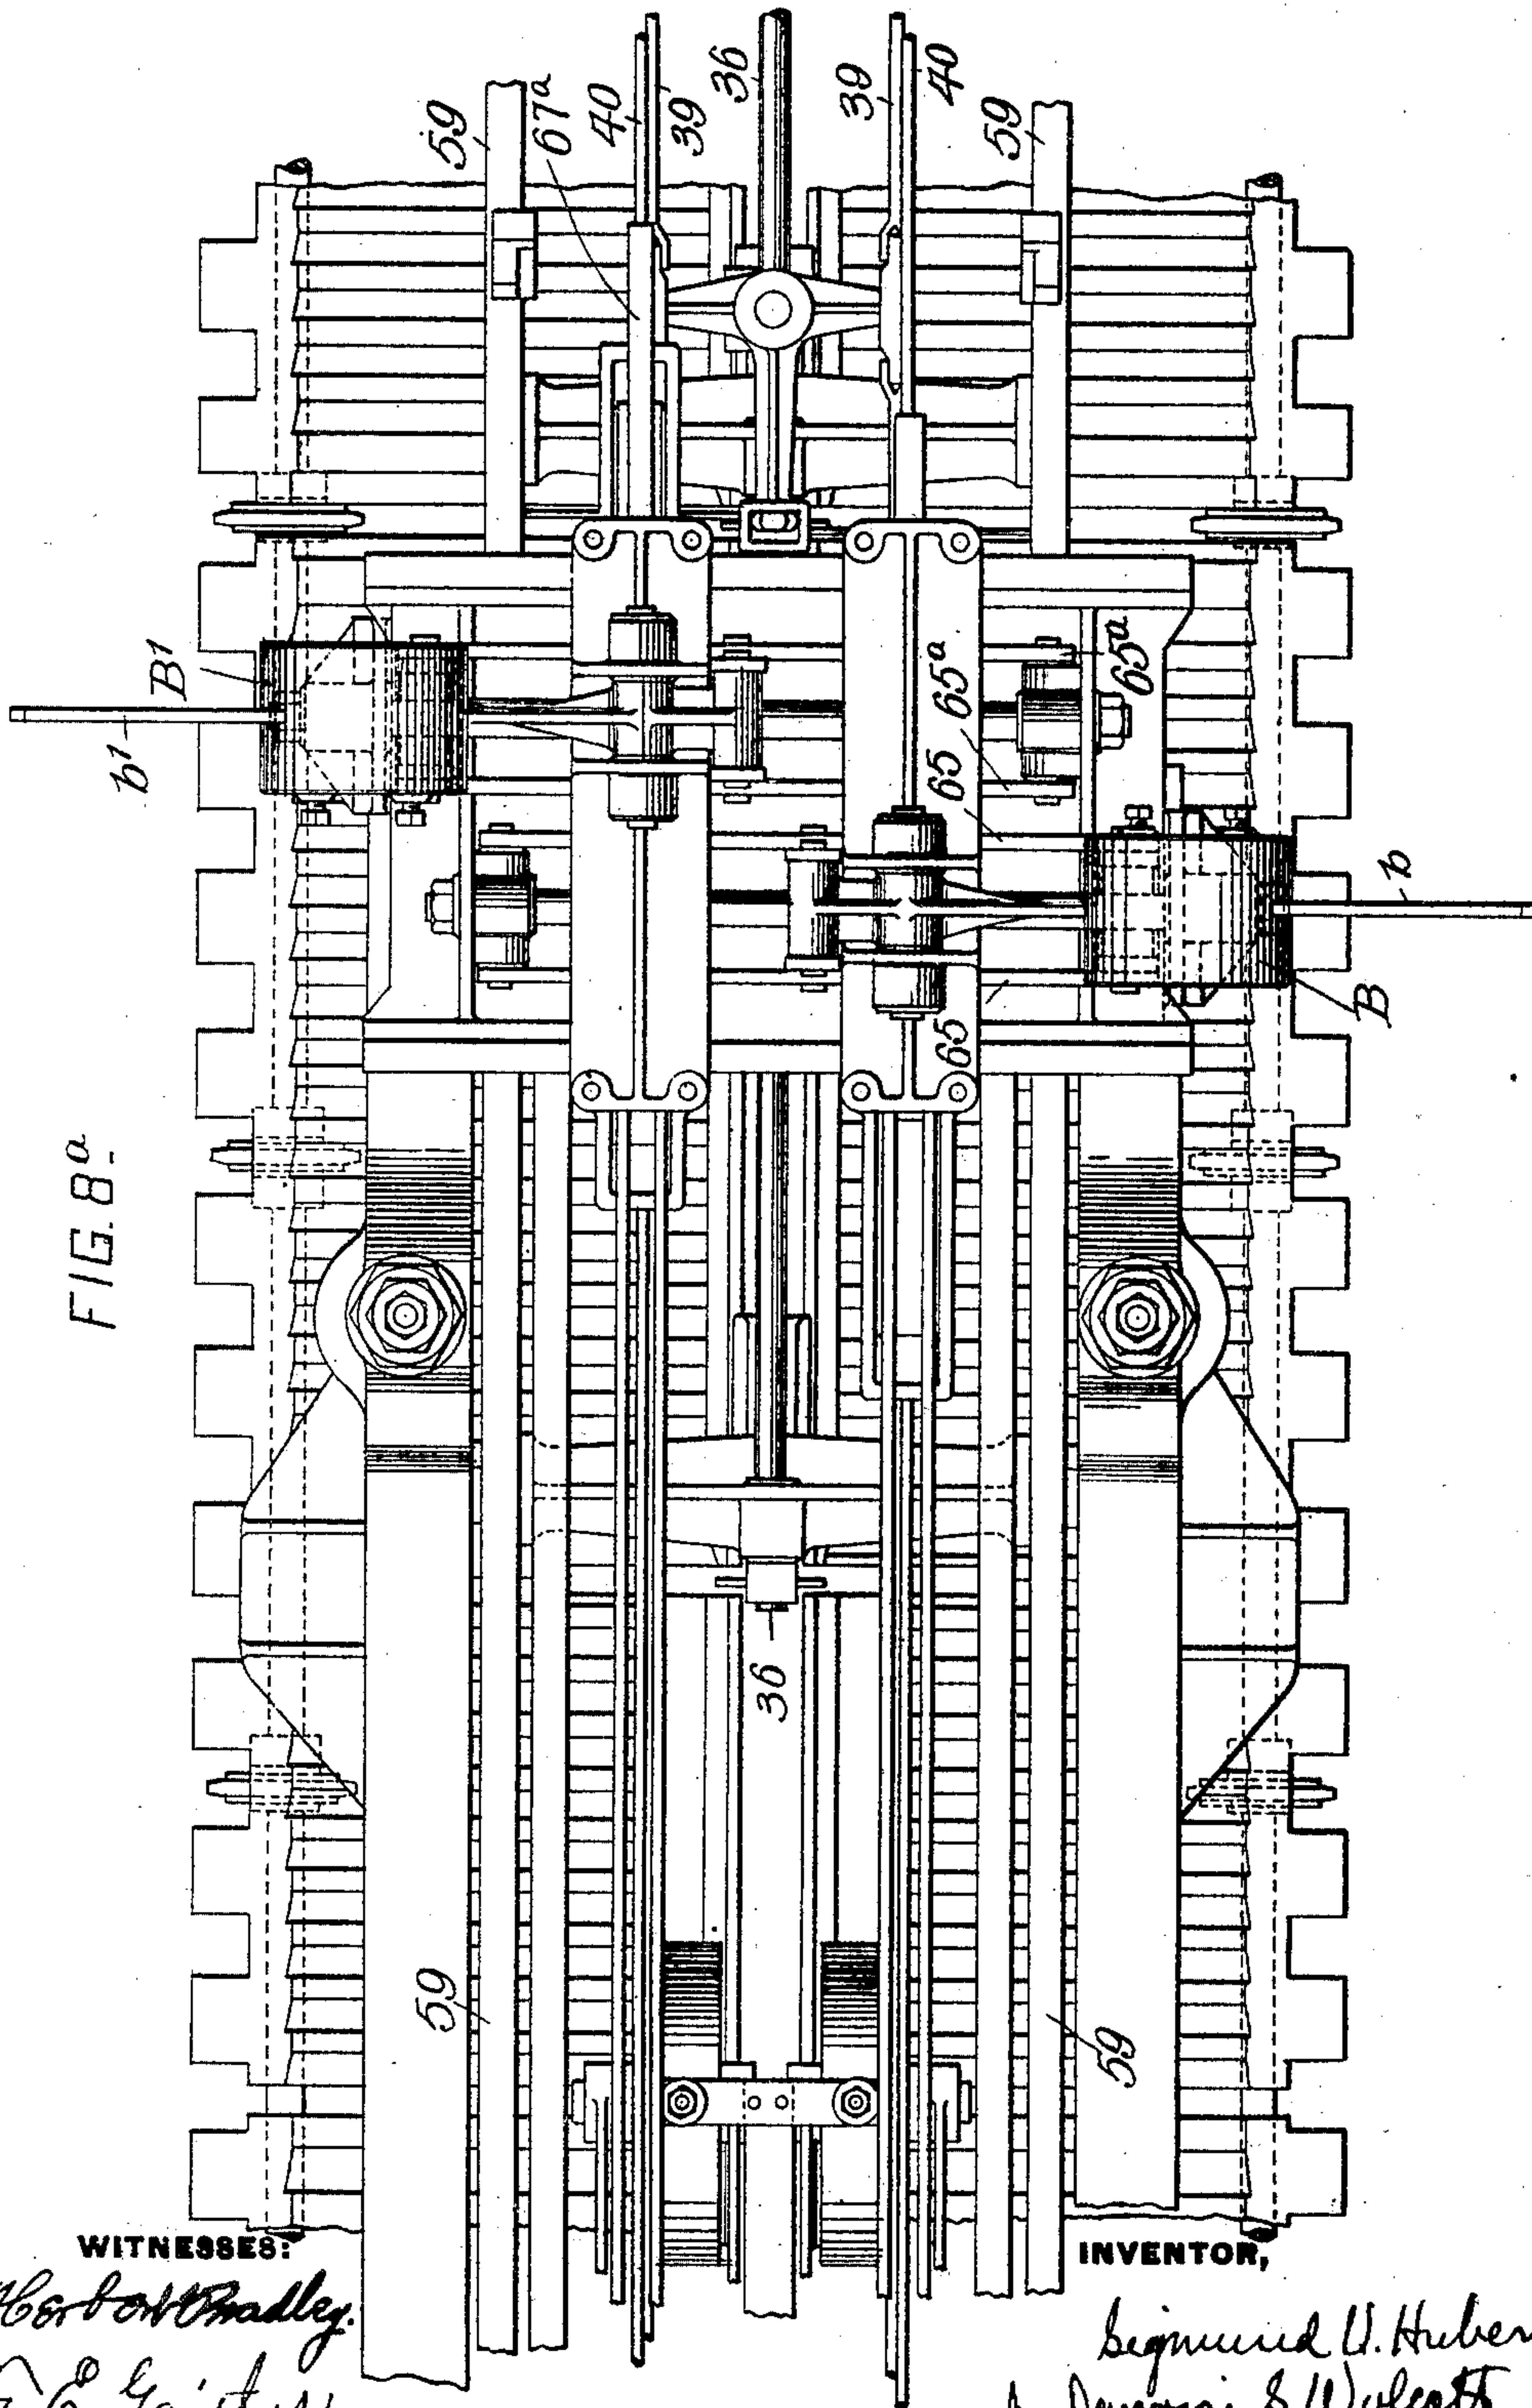 59
67a
40
39
36
39
40
59
B1
b1
65a
65a
65
b
B
65
FIG. 8a.
36
59
59
WITNESSES:
Herbert Bradley.
INVENTOR,
Sigmund V. Huber